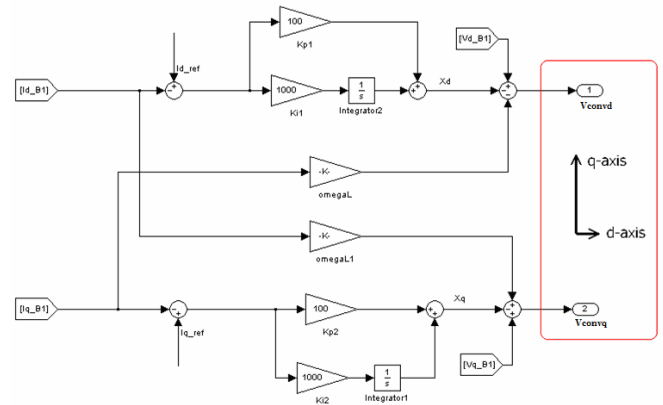 100
Kp1
[Vd_B1]
Id_ref
[Id_B1]
1000
Ki1
1
s
Integrator2
Xd
1
Vconvd
-K-
omegaL
q-axis
d-axis
-K-
omegaL1
[Iq_B1]
Iq_ref
100
Kp2
Xq
2
Vconvq
1000
Ki2
1
s
Integrator1
[Vq_B1]